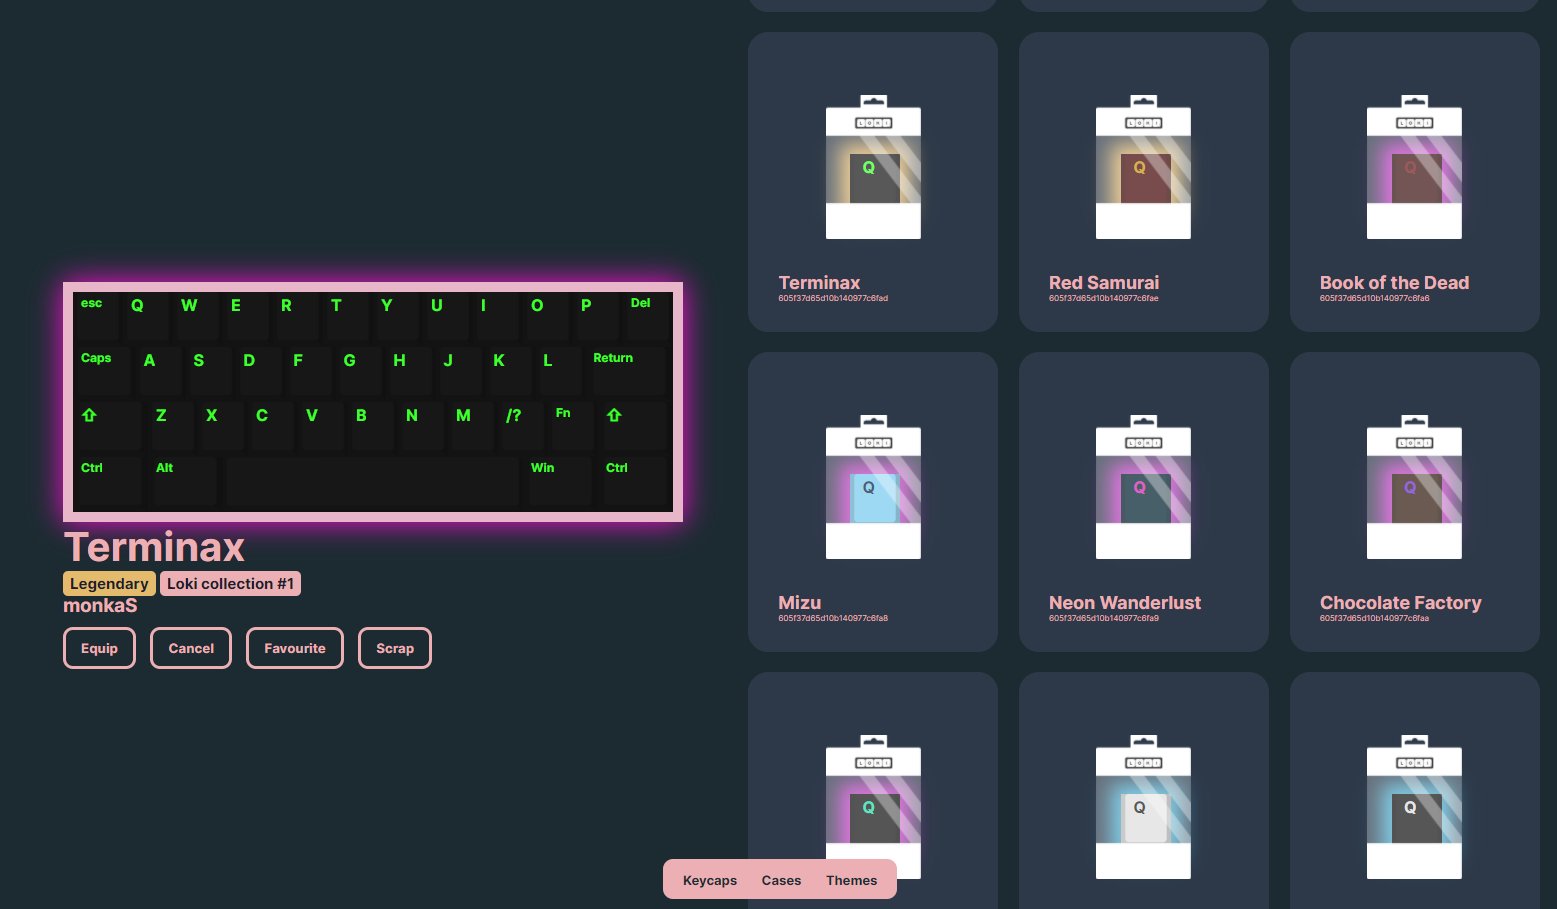 esc Q W E R T Y U I O P Del
Caps A S D F G H J K L Return
⇧ Z X C V B N M /? Fn ⇧
Ctrl Alt Win Ctrl
Terminax
Legendary Loki collection #1
monkaS
Equip Cancel Favourite Scrap
LOKI
Q
Terminax
605f37d65d10b140977c6fad
LOKI
Q
Red Samurai
605f37d65d10b140977c6fae
LOKI
Q
Book of the Dead
605f37d65d10b140977c6fa6
LOKI
Q
Mizu
605f37d65d10b140977c6fa8
LOKI
Q
Neon Wanderlust
605f37d65d10b140977c6fa9
LOKI
Q
Chocolate Factory
605f37d65d10b140977c6faa
LOKI
Q
LOKI
Q
LOKI
Q
Keycaps Cases Themes